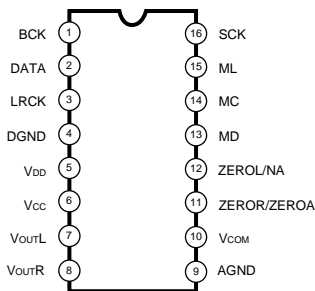 BCK 1 16 SCK
DATA 2 15 ML
LRCK 3 14 MC
DGND 4 13 MD
VDD 5 12 ZEROL/NA
VCC 6 11 ZEROR/ZEROA
VOUTL 7 10 VCOM
VOUTR 8 9 AGND